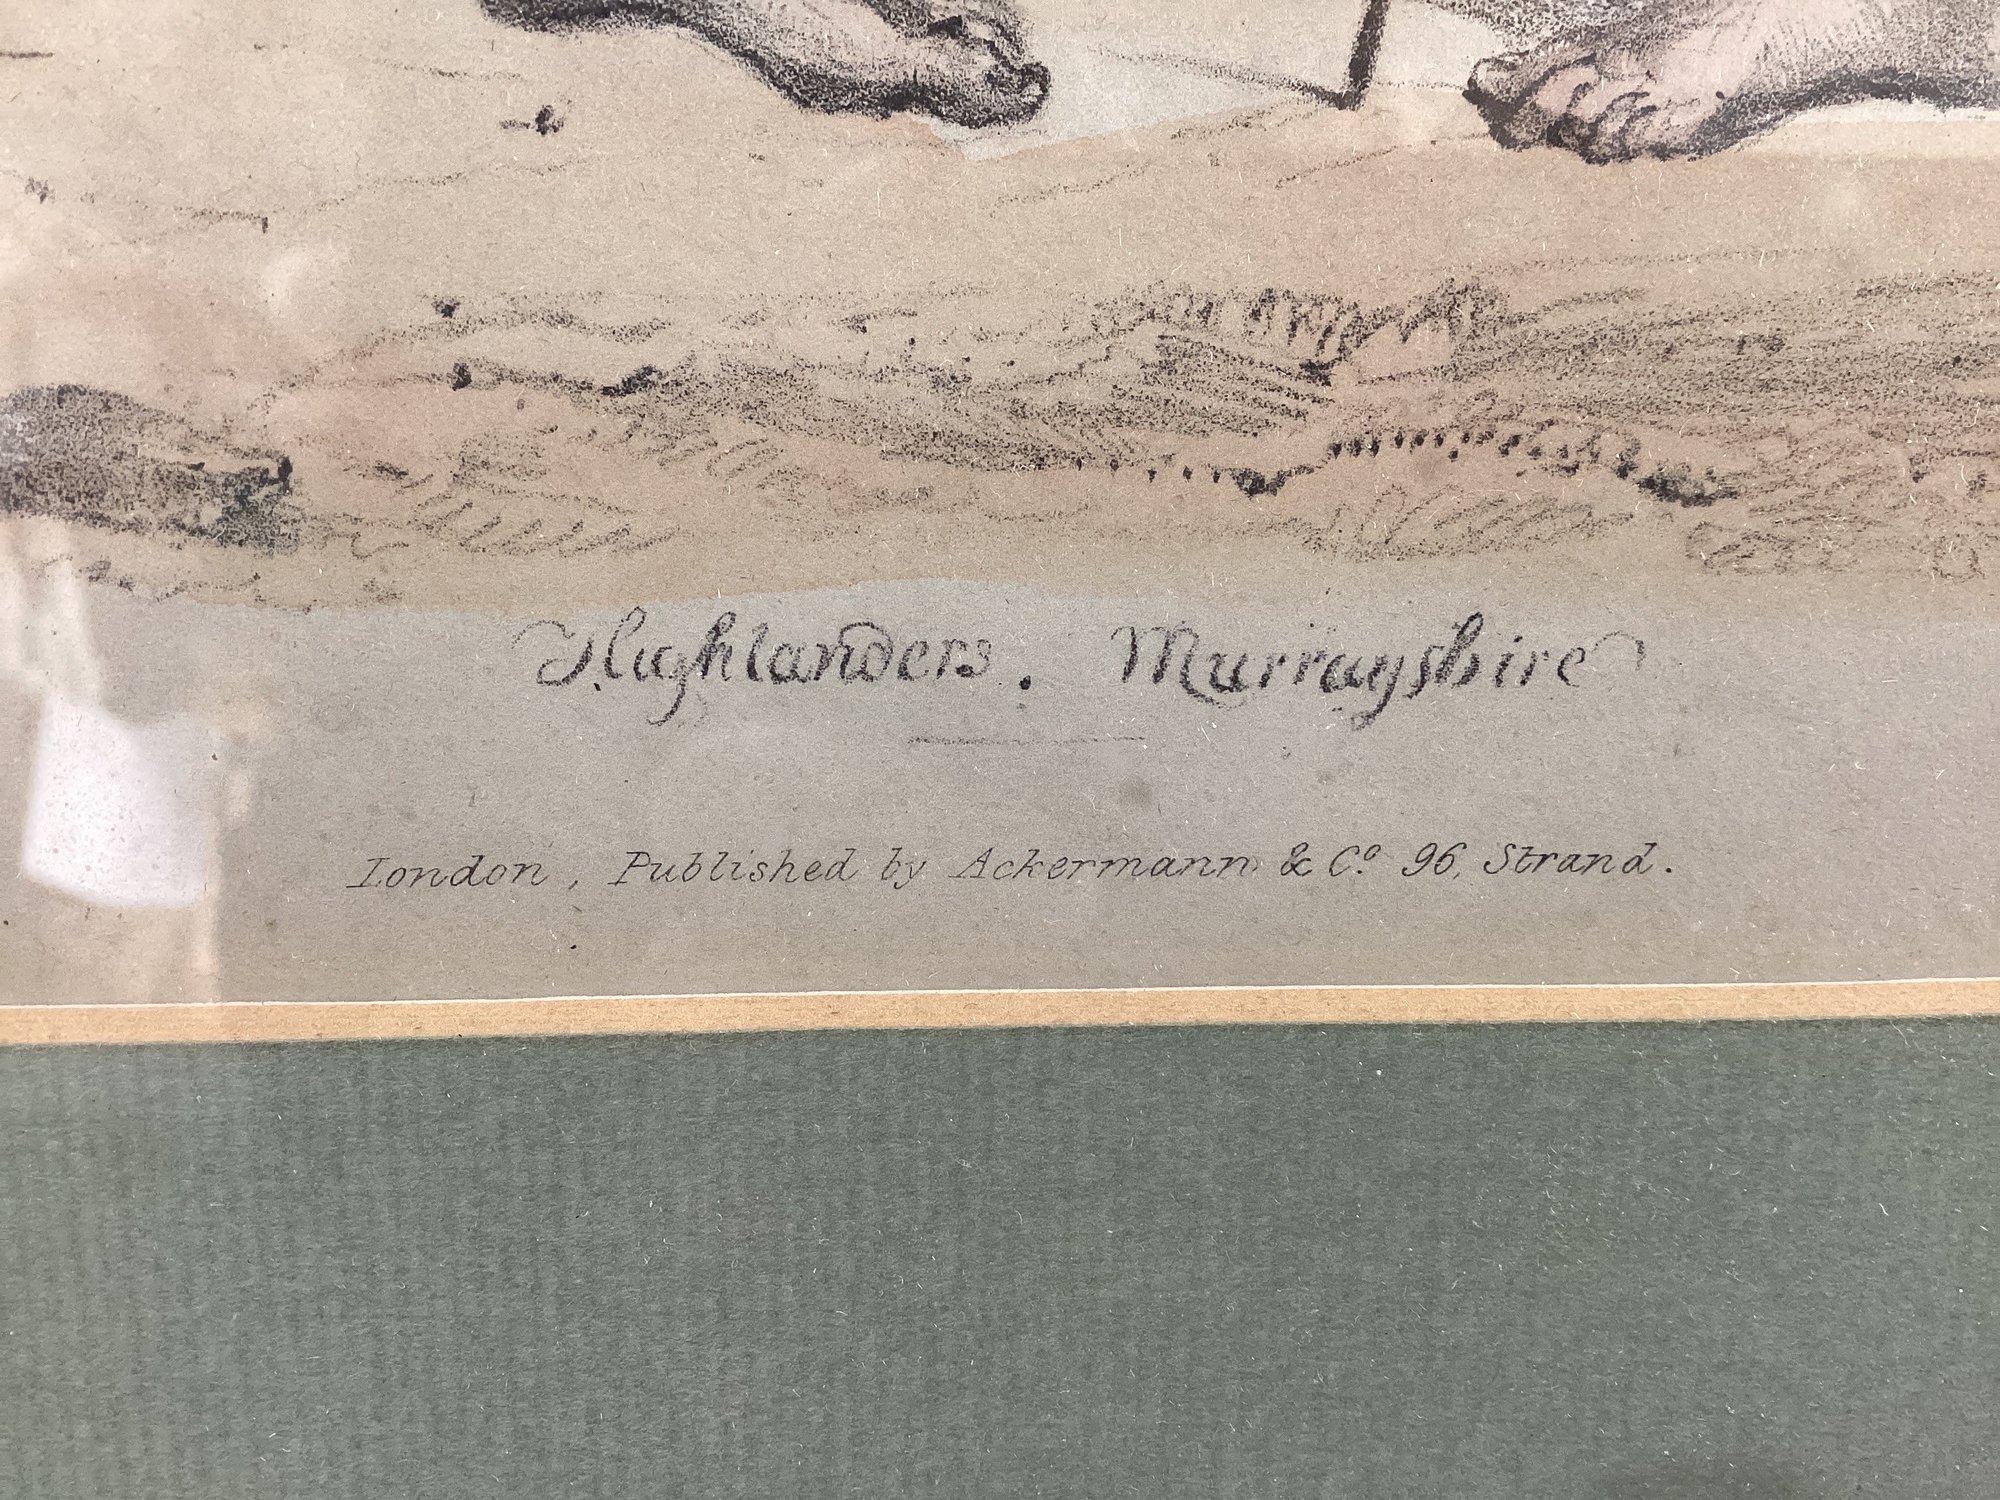 Highlanders. Murrayshire
London, Published by Ackermann & Co. 96, Strand.